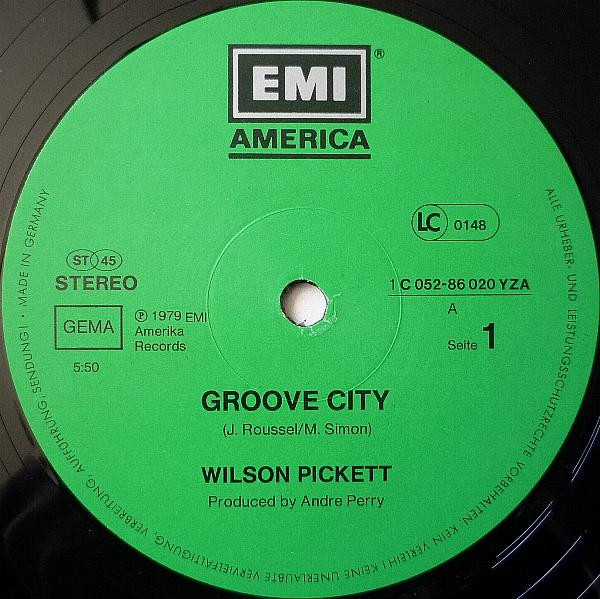 EMI
®
AMERICA
LC 0148
ST 45
STEREO
1 C 052-86 020 YZA
A
GEMA
℗ 1979 EMI
Amerika
Records
Seite 1
5:50
GROOVE CITY
(J. Roussel/M. Simon)
WILSON PICKETT
Produced by Andre Perry
ALLE URHEBER- UND LEISTUNGSSCHUTZRECHTE VORBEHALTEN. KEIN VERLEIH! KEINE UNERLAUBTE VERVIELFÄLTIGUNG, VERBREITUNG, AUFFÜHRUNG, SENDUNG! · MADE IN GERMANY